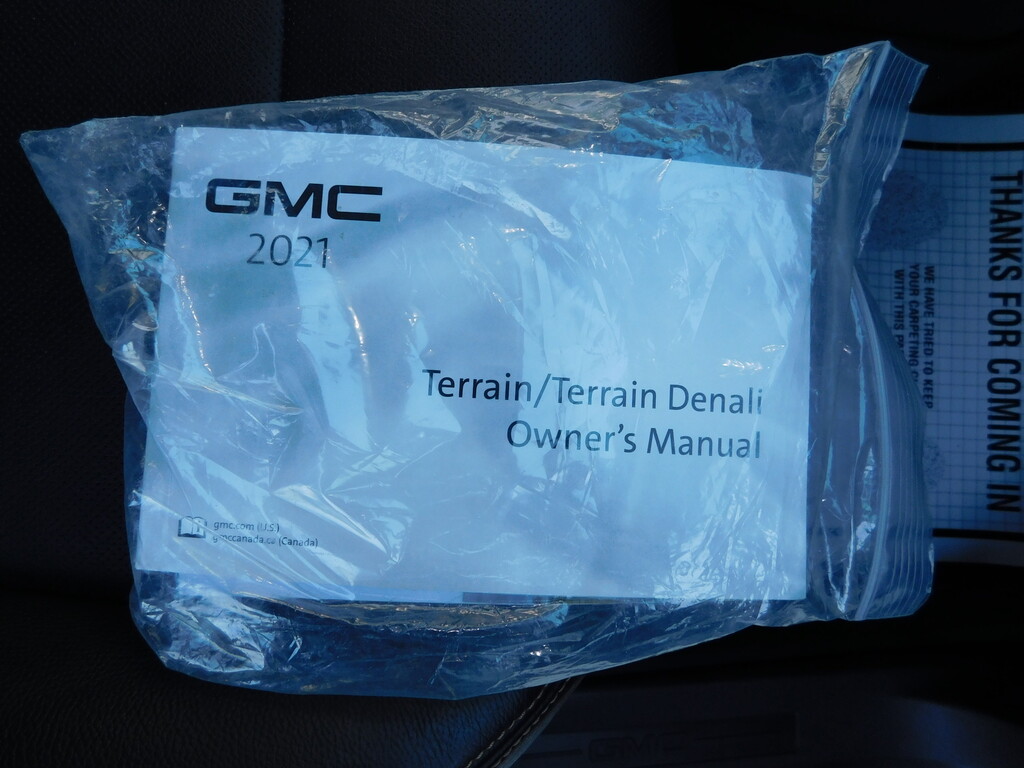 GMC
2021
Terrain/Terrain Denali
Owner's Manual
gmc.com (U.S.)
gmccanada.ca (Canada)
THANKS FOR COMING IN
WE HAVE TRIED TO KEEP
YOUR CARPETING
WITH THIS